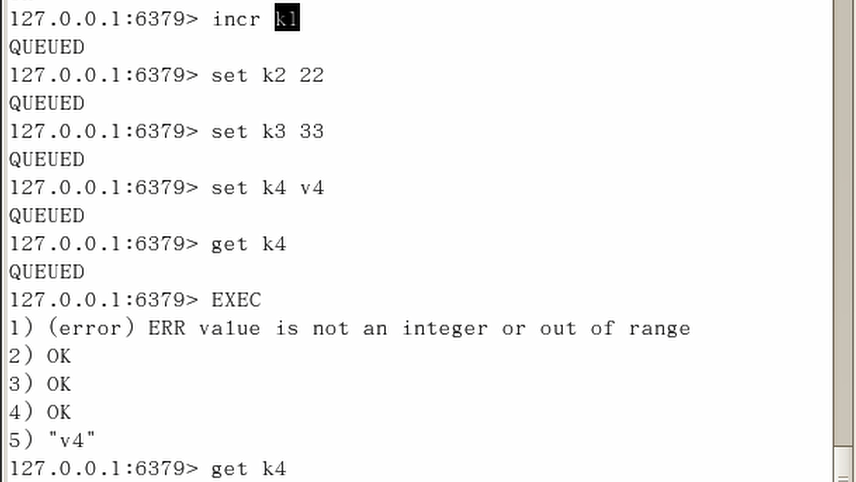 127.0.0.1:6379> incr k1
QUEUED
127.0.0.1:6379> set k2 22
QUEUED
127.0.0.1:6379> set k3 33
QUEUED
127.0.0.1:6379> set k4 v4
QUEUED
127.0.0.1:6379> get k4
QUEUED
127.0.0.1:6379> EXEC
1) (error) ERR value is not an integer or out of range
2) OK
3) OK
4) OK
5) "v4"
127.0.0.1:6379> get k4